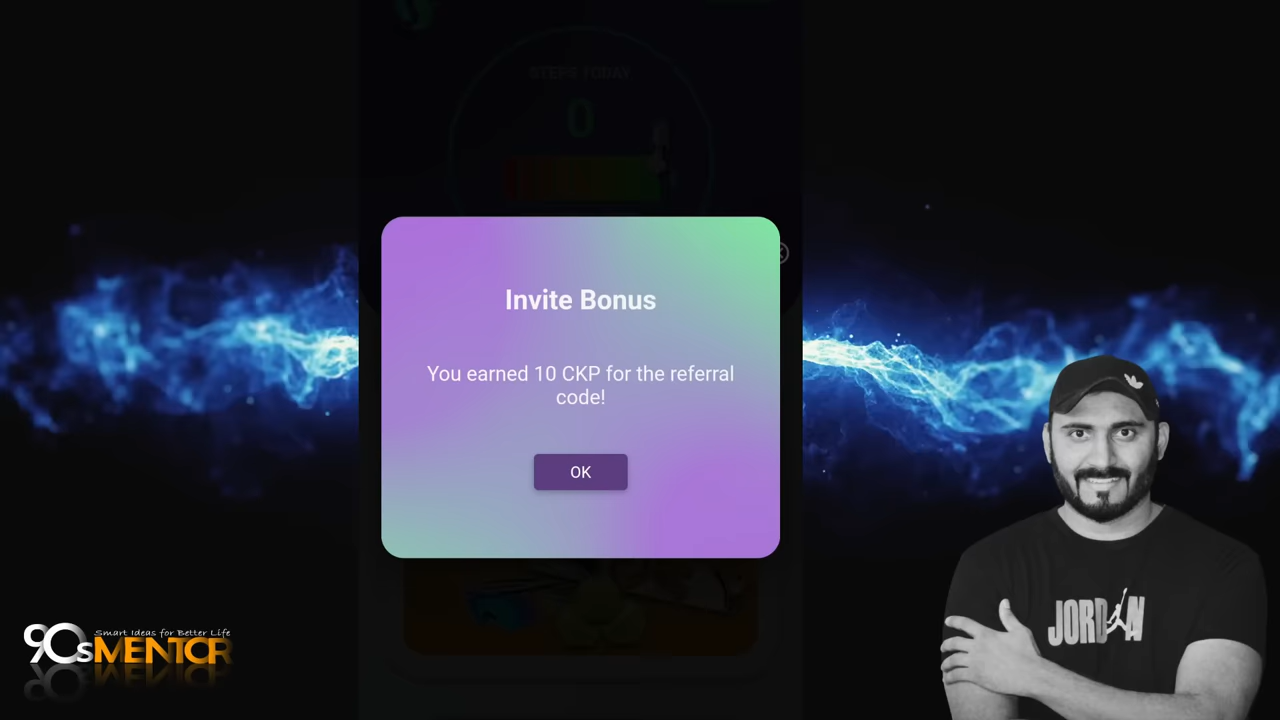 STEPS TODAY
0
Invite Bonus
You earned 10 CKP for the referral
code!
OK
JORDAN
90sMENTOR
Smart Ideas for Better Life